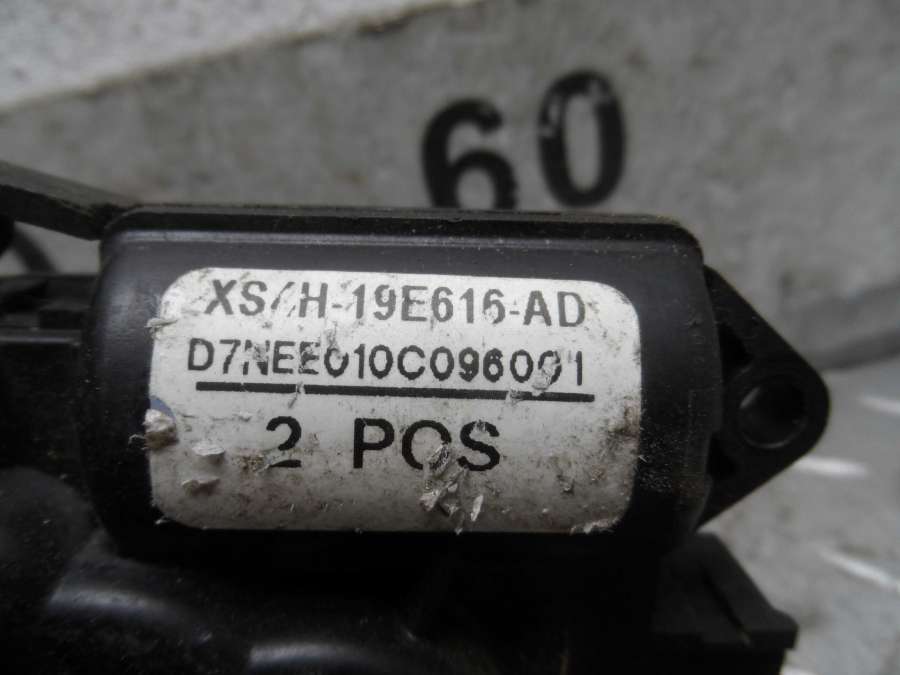 60
XS4H-19E616-AD
D7NEE010C096001
2 POS